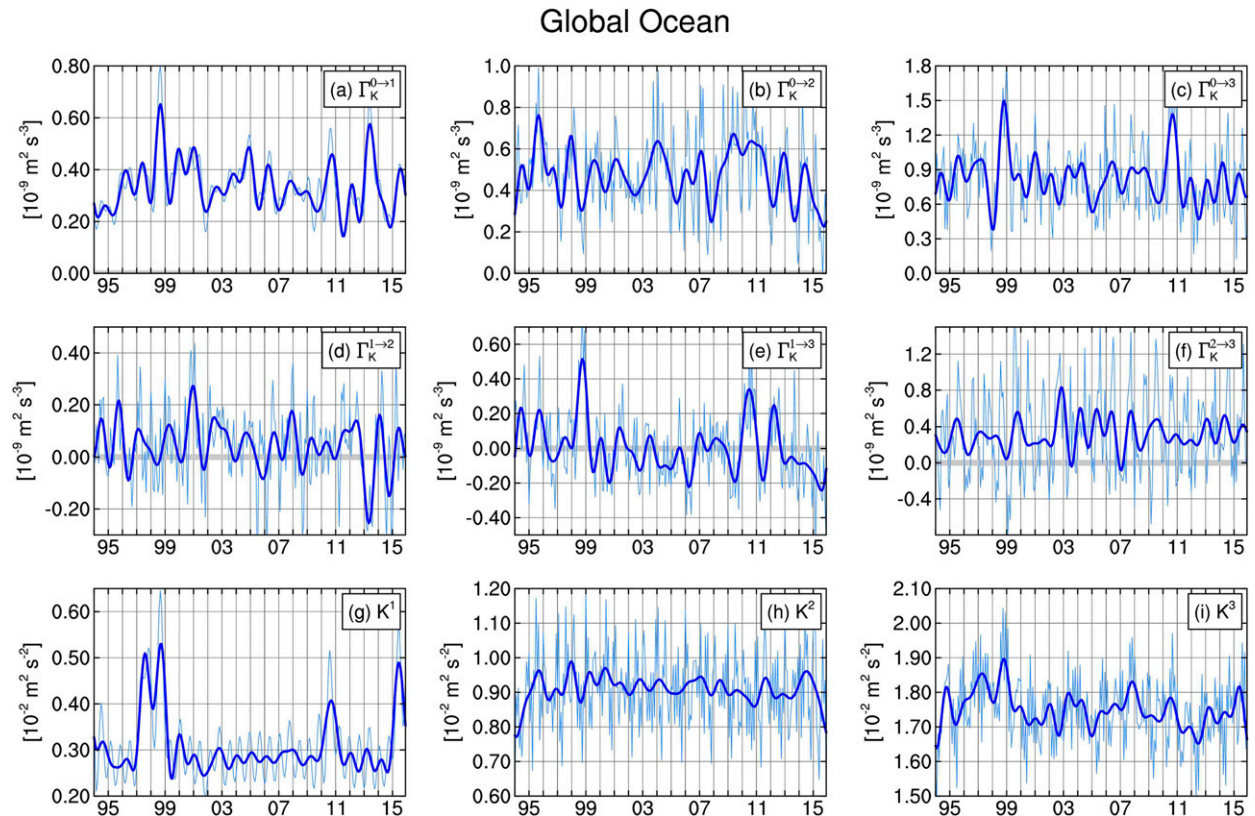 Global Ocean
(a) Γ_K^{0→1}
[10^-9 m^2 s^-3]
0.80
0.60
0.40
0.20
0.00
95 99 03 07 11 15
(b) Γ_K^{0→2}
[10^-9 m^2 s^-3]
1.0
0.8
0.6
0.4
0.2
0.0
95 99 03 07 11 15
(c) Γ_K^{0→3}
[10^-9 m^2 s^-3]
1.8
1.5
1.2
0.9
0.6
0.3
0.0
95 99 03 07 11 15
(d) Γ_K^{1→2}
[10^-9 m^2 s^-3]
0.40
0.20
0.00
-0.20
95 99 03 07 11 15
(e) Γ_K^{1→3}
[10^-9 m^2 s^-3]
0.60
0.40
0.20
0.00
-0.20
-0.40
95 99 03 07 11 15
(f) Γ_K^{2→3}
[10^-9 m^2 s^-3]
1.2
0.8
0.4
0.0
-0.4
95 99 03 07 11 15
(g) K^1
[10^-2 m^2 s^-2]
0.60
0.50
0.40
0.30
0.20
95 99 03 07 11 15
(h) K^2
[10^-2 m^2 s^-2]
1.20
1.10
1.00
0.90
0.80
0.70
0.60
95 99 03 07 11 15
(i) K^3
[10^-2 m^2 s^-2]
2.10
2.00
1.90
1.80
1.70
1.60
1.50
95 99 03 07 11 15